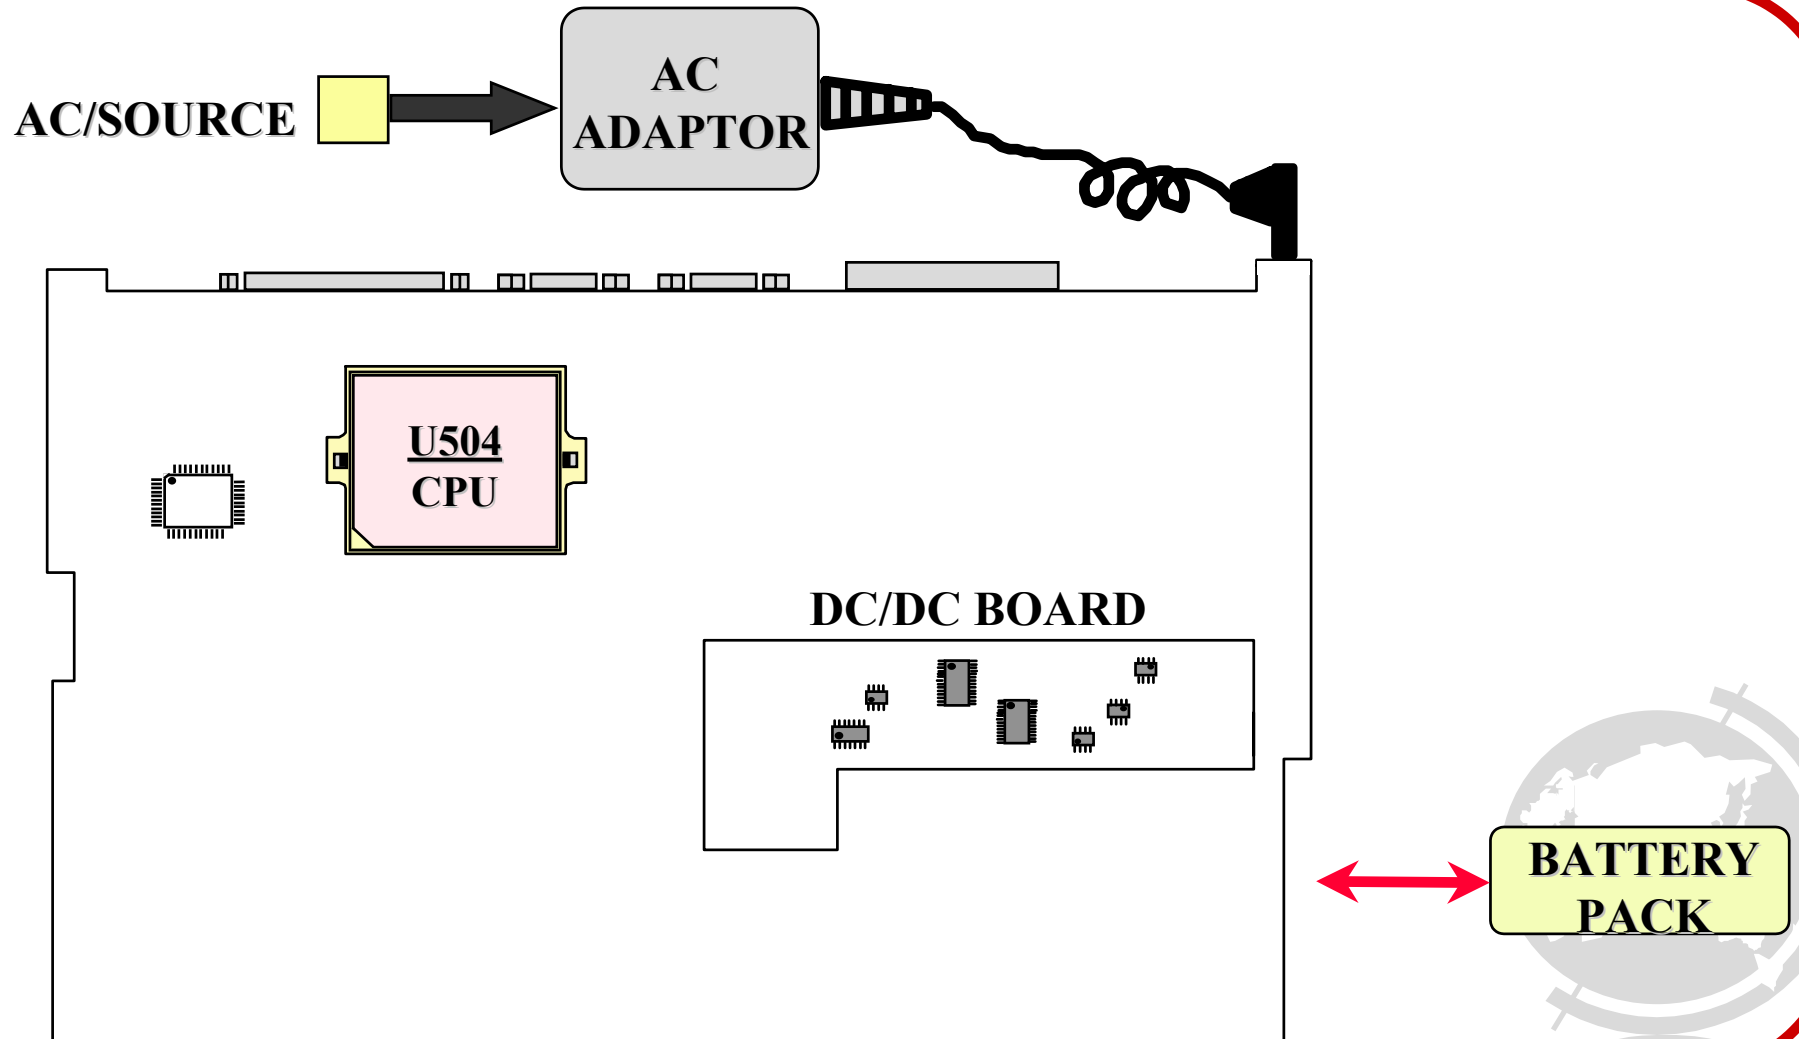 AC/SOURCE
AC
ADAPTOR
U504
CPU
DC/DC BOARD
BATTERY
PACK